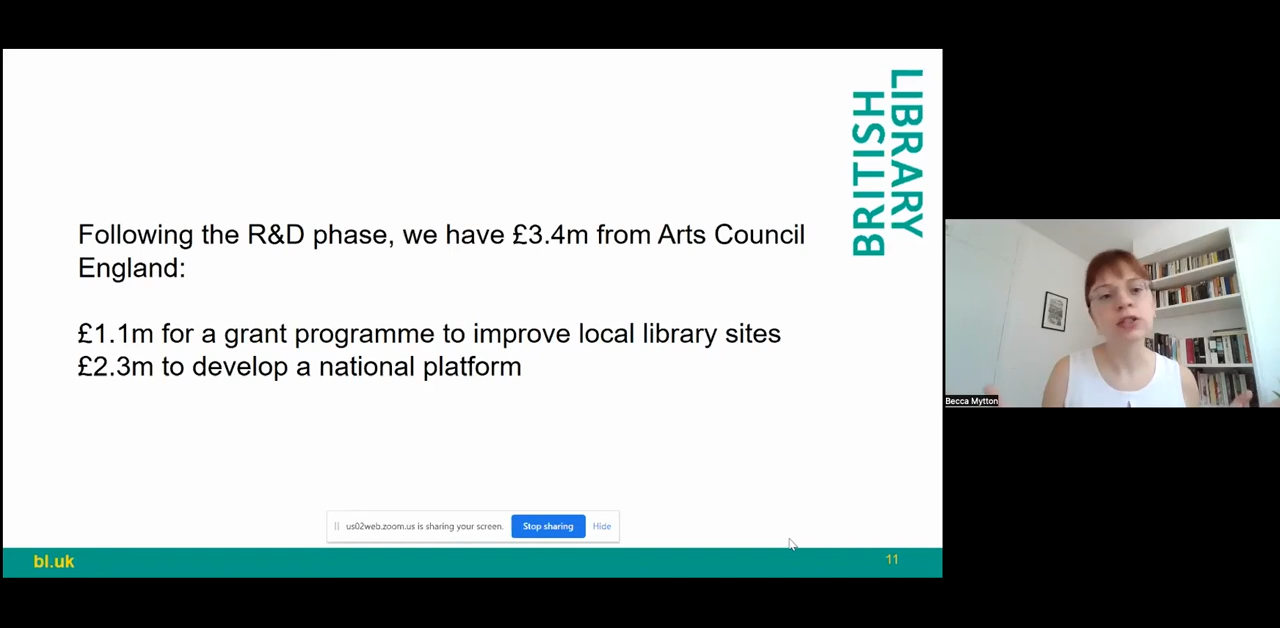 LIBRARY
BRITISH
Following the R&D phase, we have £3.4m from Arts Council
England:
£1.1m for a grant programme to improve local library sites
£2.3m to develop a national platform
Becca Mytton
us02web.zoom.us is sharing your screen.
Stop sharing
Hide
bl.uk
11